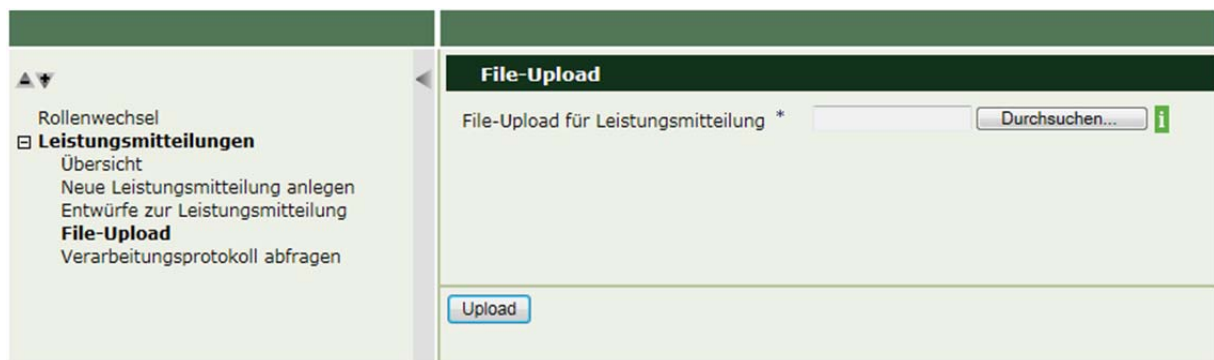 Rollenwechsel
Leistungsmitteilungen
Übersicht
Neue Leistungsmitteilung anlegen
Entwürfe zur Leistungsmitteilung
File-Upload
Verarbeitungsprotokoll abfragen
File-Upload
File-Upload für Leistungsmitteilung * Durchsuchen... i
Upload